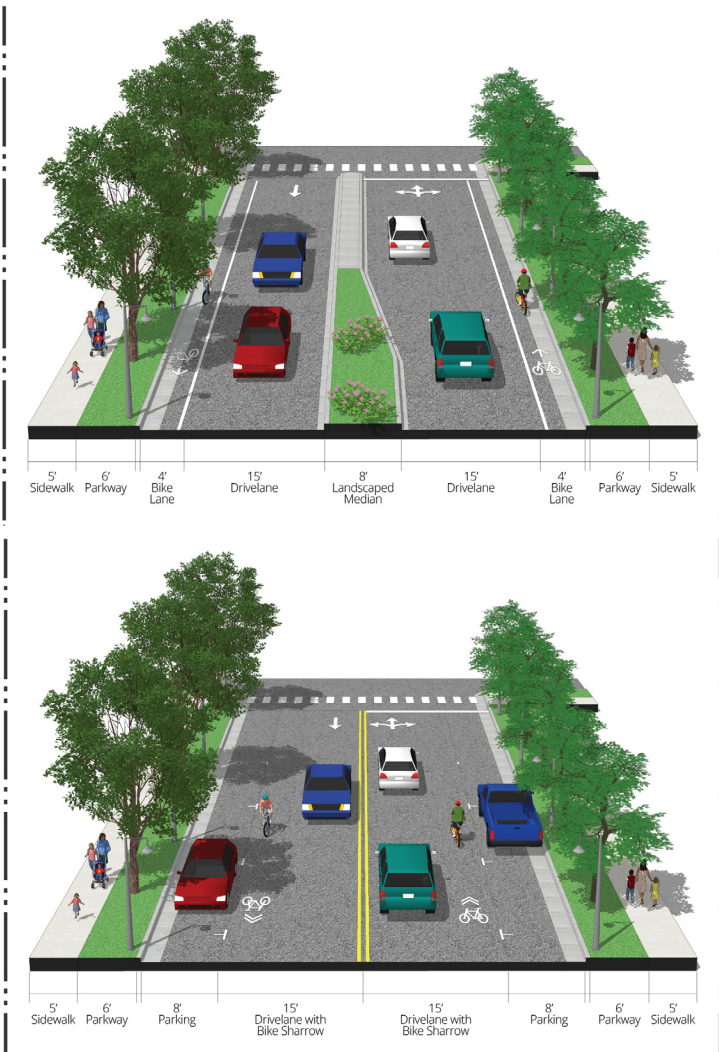 5’ 6’ 4’ 15’ 8’ 15’ 4’ 6’ 5’
Sidewalk Parkway Bike Drivelane Landscaped Drivelane Bike Parkway Sidewalk
Lane Median Lane
5’ 6’ 8’ 15’ 15’ 8’ 6’ 5’
Sidewalk Parkway Parking Drivelane with Drivelane with Parking Parkway Sidewalk
Bike Sharrow Bike Sharrow